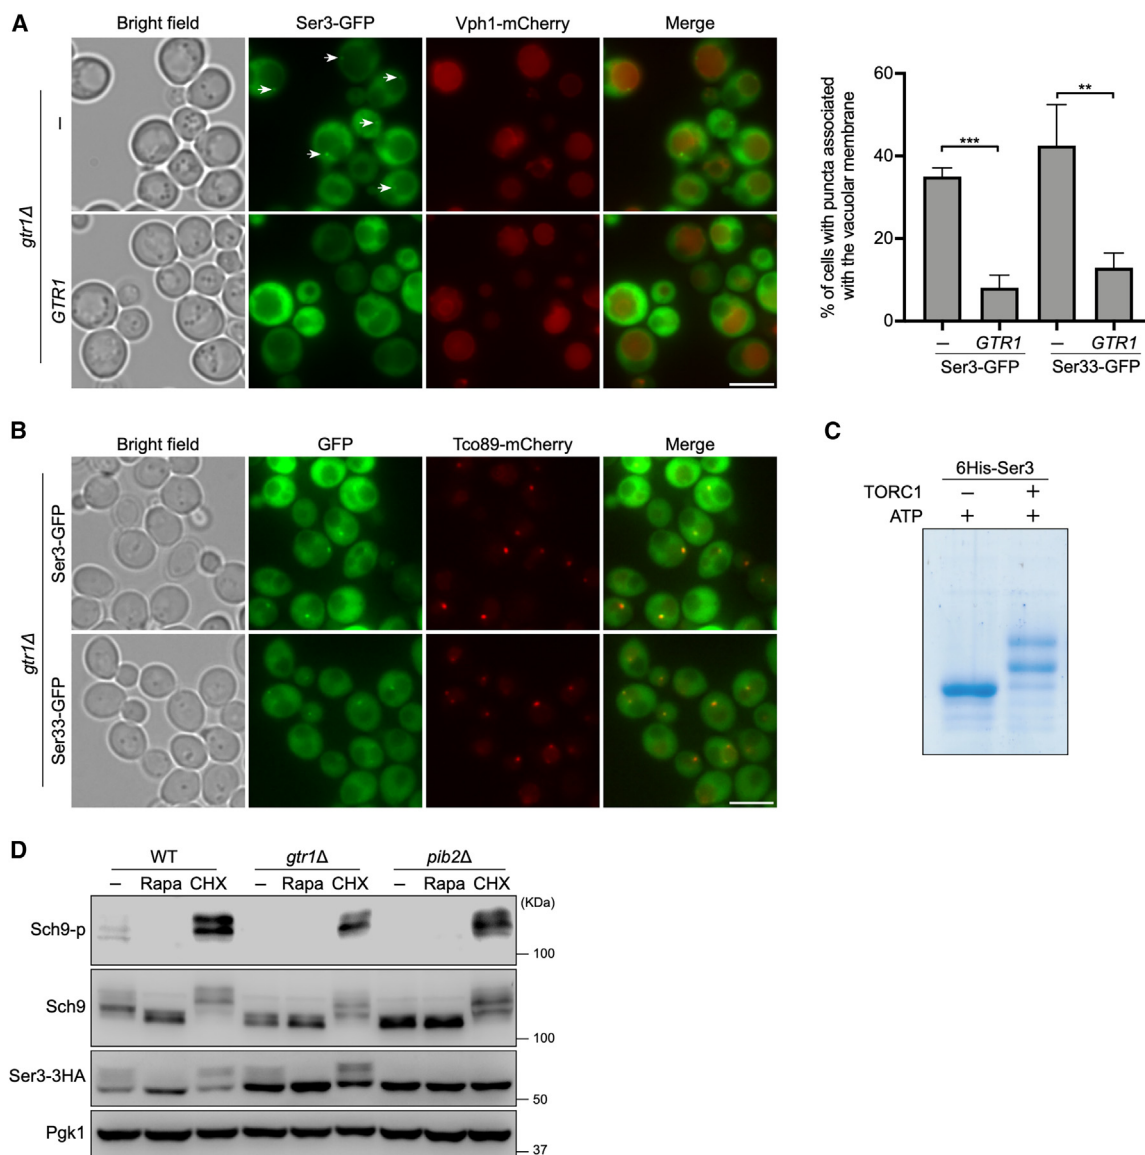 A
Bright field Ser3-GFP Vph1-mCherry Merge
gtr1Δ
–
GTR1
% of cells with puncta associated
with the vacuolar membrane
60
40
20
0
*** **
– GTR1 – GTR1
Ser3-GFP Ser33-GFP
B
Bright field GFP Tco89-mCherry Merge
gtr1Δ
Ser3-GFP
Ser33-GFP
C
6His-Ser3
TORC1 – +
ATP + +
D
WT gtr1Δ pib2Δ
– Rapa CHX – Rapa CHX – Rapa CHX
(KDa)
Sch9-p
100
Sch9
100
Ser3-3HA
50
Pgk1
37